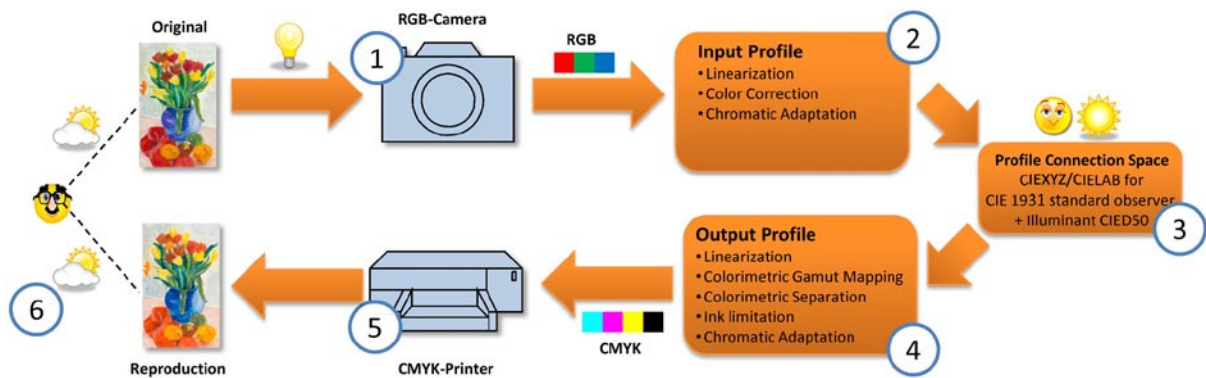 Original
RGB-Camera
1
RGB
Input Profile
• Linearization
• Color Correction
• Chromatic Adaptation
2
Profile Connection Space
CIEXYZ/CIELAB for
CIE 1931 standard observer
+ Illuminant CIED50
3
Output Profile
• Linearization
• Colorimetric Gamut Mapping
• Colorimetric Separation
• Ink limitation
• Chromatic Adaptation
4
CMYK
5
CMYK-Printer
Reproduction
6